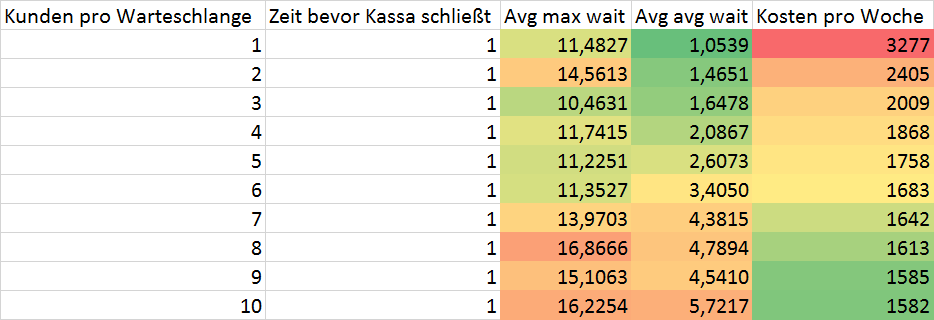 Kunden pro Warteschlange Zeit bevor Kassa schließt Avg max wait Avg avg wait Kosten pro Woche
1 1 11,4827 1,0539 3277
2 1 14,5613 1,4651 2405
3 1 10,4631 1,6478 2009
4 1 11,7415 2,0867 1868
5 1 11,2251 2,6073 1758
6 1 11,3527 3,4050 1683
7 1 13,9703 4,3815 1642
8 1 16,8666 4,7894 1613
9 1 15,1063 4,5410 1585
10 1 16,2254 5,7217 1582